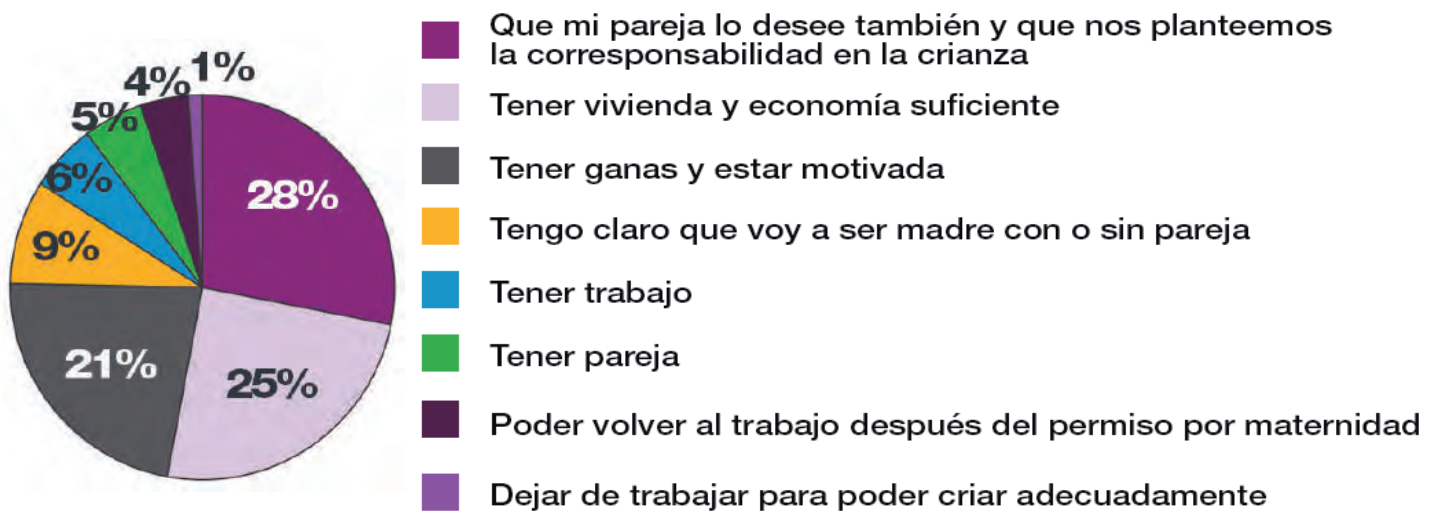 Que mi pareja lo desee también y que nos planteemos
la corresponsabilidad en la crianza
Tener vivienda y economía suficiente
Tener ganas y estar motivada
Tengo claro que voy a ser madre con o sin pareja
Tener trabajo
Tener pareja
Poder volver al trabajo después del permiso por maternidad
Dejar de trabajar para poder criar adecuadamente
1%
4%
5%
6%
9%
21%
25%
28%